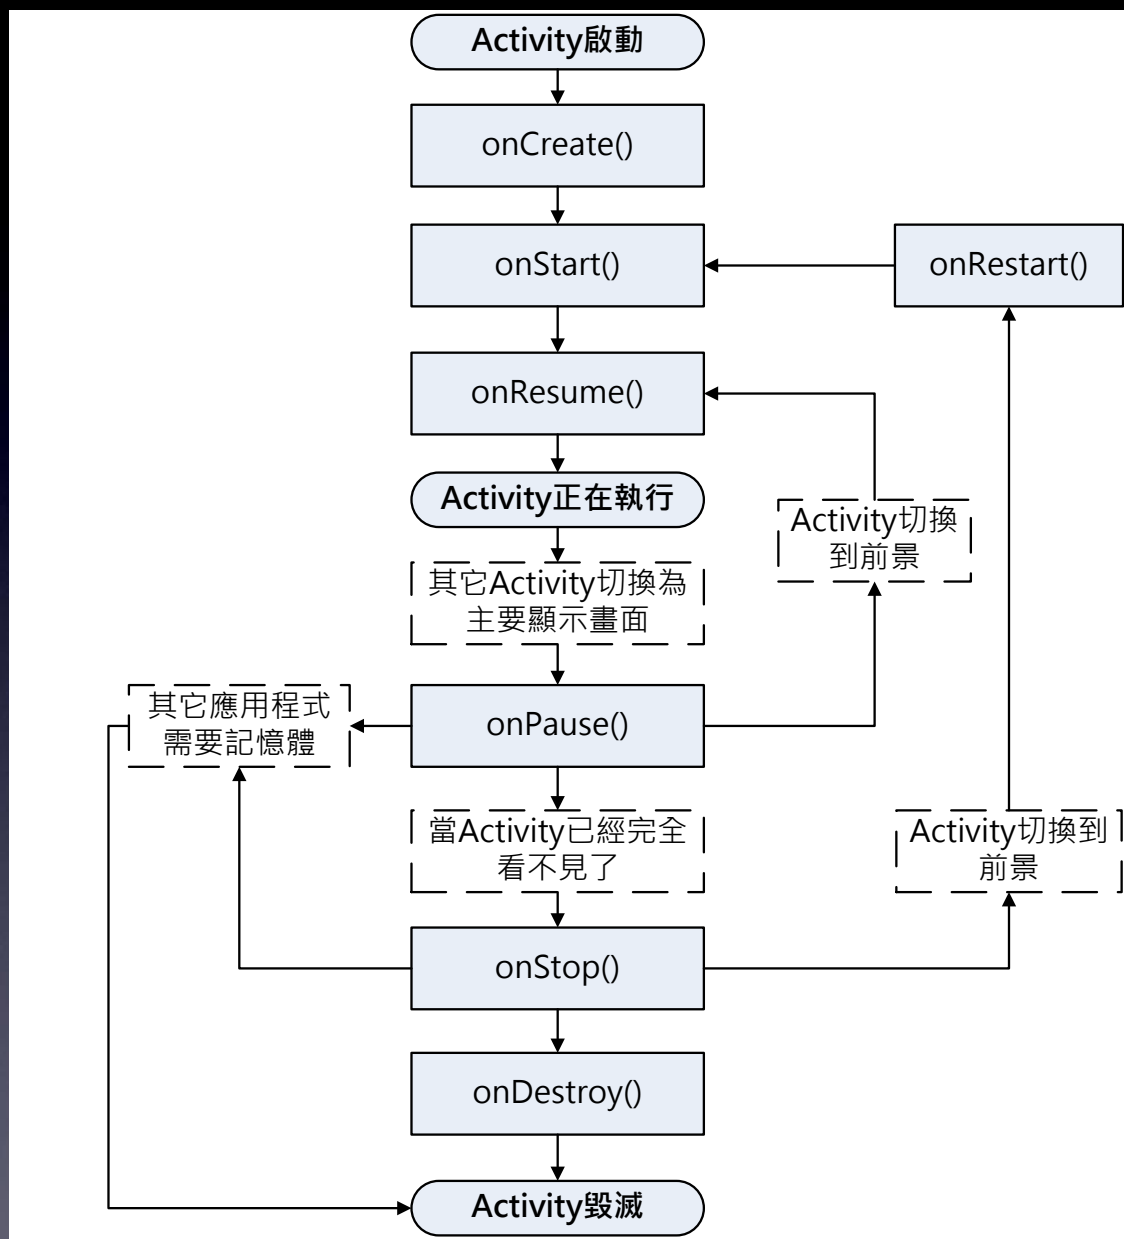 Activity啟動
onCreate()
onStart()
onRestart()
onResume()
Activity正在執行
Activity切換
到前景
其它Activity切換為
主要顯示畫面
其它應用程式
需要記憶體
onPause()
當Activity已經完全
看不見了
Activity切換到
前景
onStop()
onDestroy()
Activity毀滅